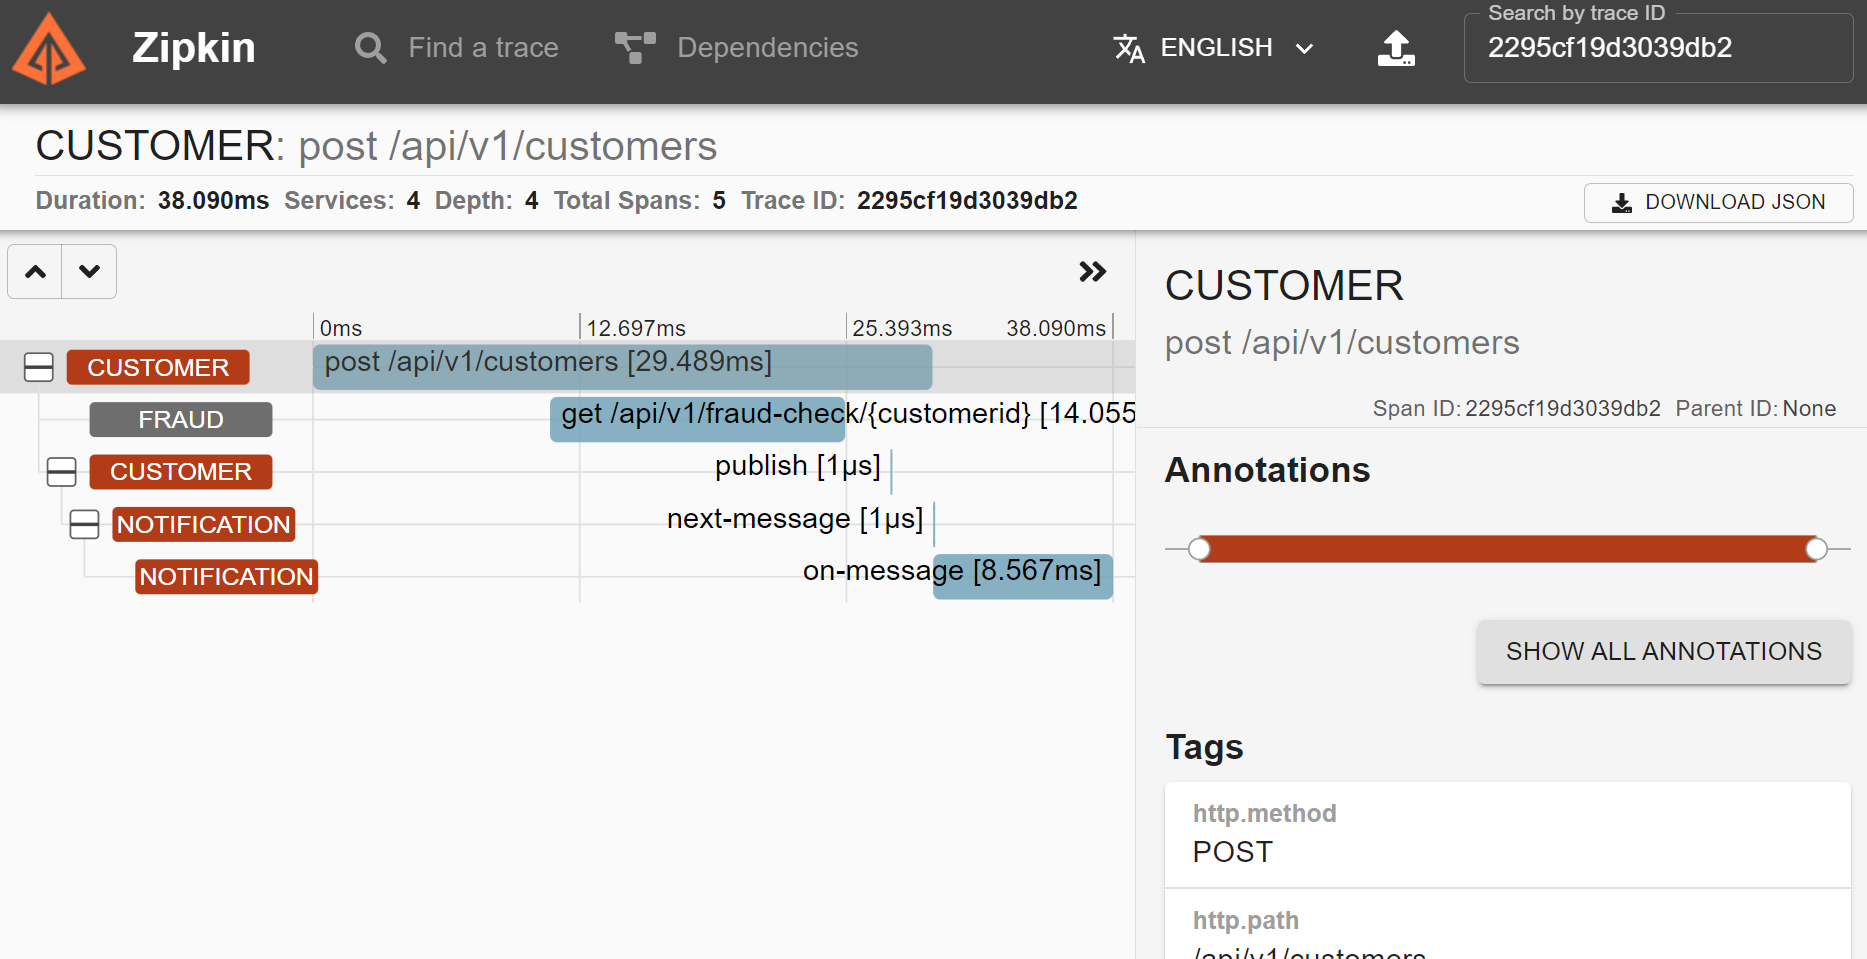 Zipkin
Find a trace
Dependencies
ENGLISH
Search by trace ID
2295cf19d3039db2
CUSTOMER: post /api/v1/customers
Duration: 38.090ms Services: 4 Depth: 4 Total Spans: 5 Trace ID: 2295cf19d3039db2
DOWNLOAD JSON
0ms 12.697ms 25.393ms 38.090ms
CUSTOMER post /api/v1/customers [29.489ms]
FRAUD get /api/v1/fraud-check/{customerid} [14.055
CUSTOMER publish [1μs]
NOTIFICATION next-message [1μs]
NOTIFICATION on-message [8.567ms]
CUSTOMER
post /api/v1/customers
Span ID: 2295cf19d3039db2 Parent ID: None
Annotations
SHOW ALL ANNOTATIONS
Tags
http.method
POST
http.path
/api/v1/customers